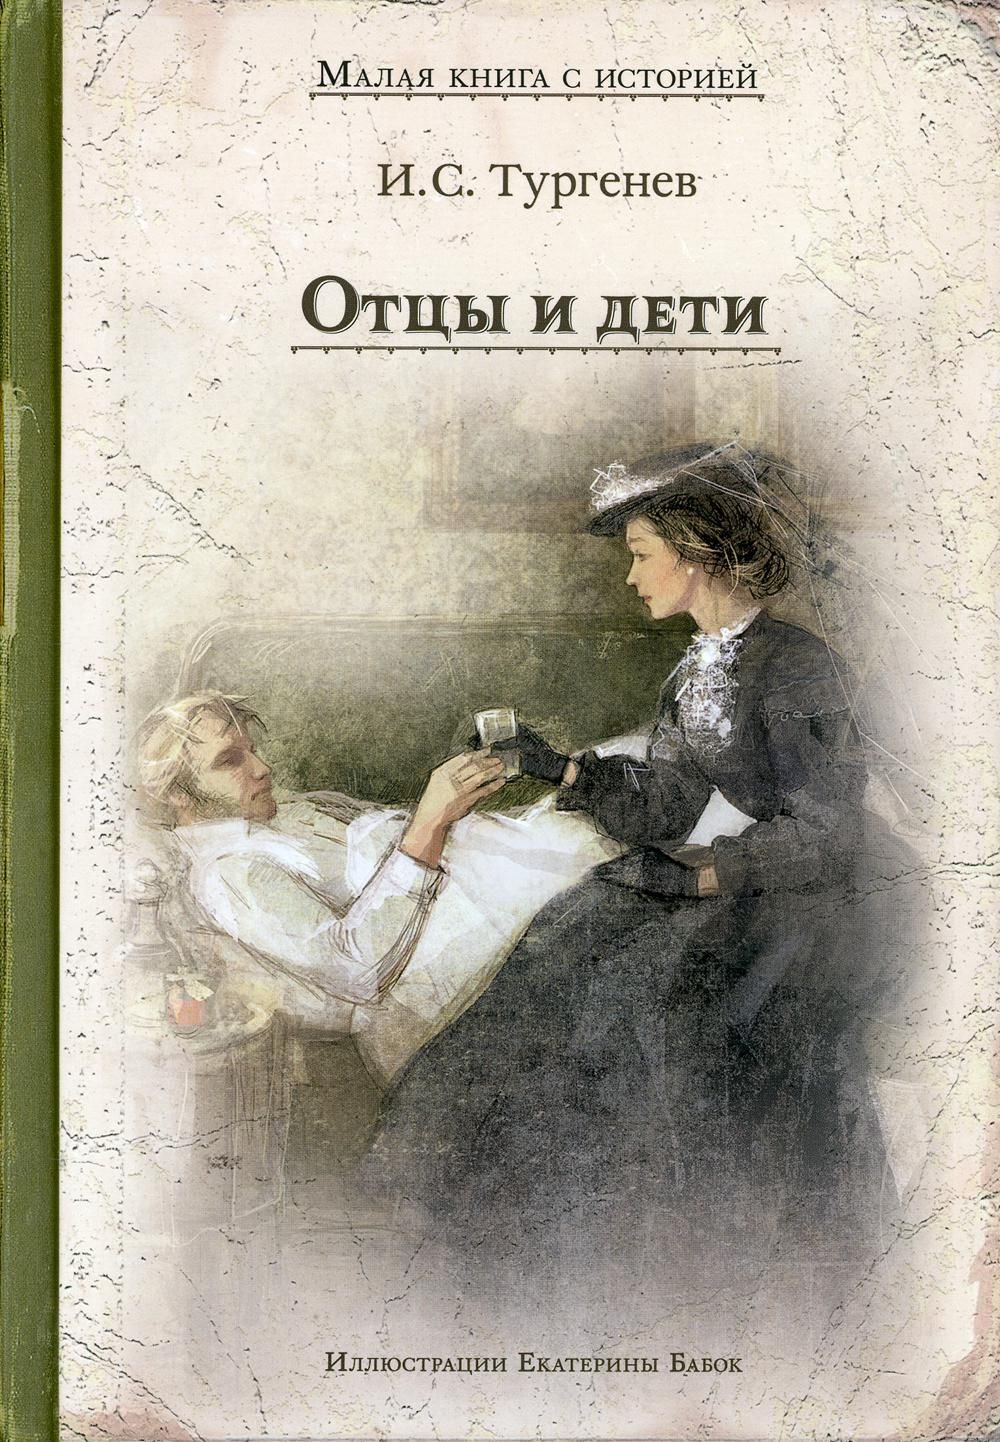 Малая книга с историей
И.С. Тургенев
Отцы и дети
Иллюстрации Екатерины Бабок